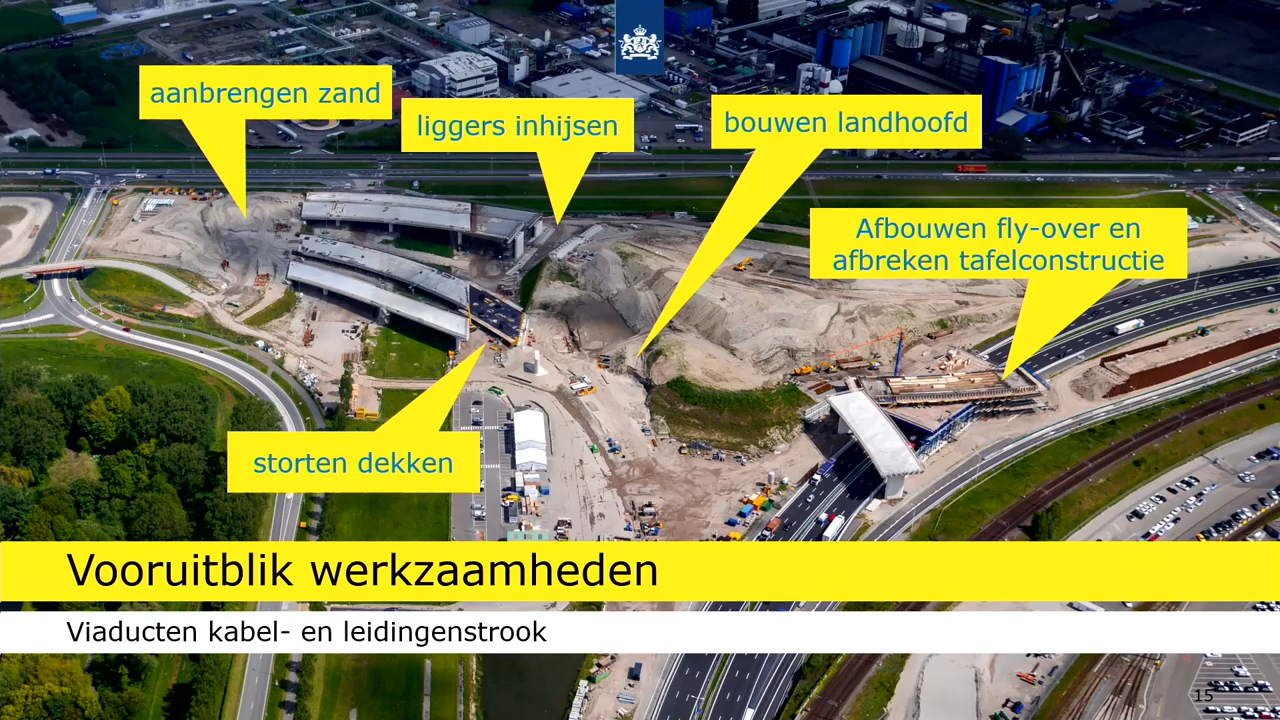 aanbrengen zand
liggers inhijsen
bouwen landhoofd
Afbouwen fly-over en
afbreken tafelconstructie
storten dekken
Vooruitblik werkzaamheden
Viaducten kabel- en leidingenstrook
15